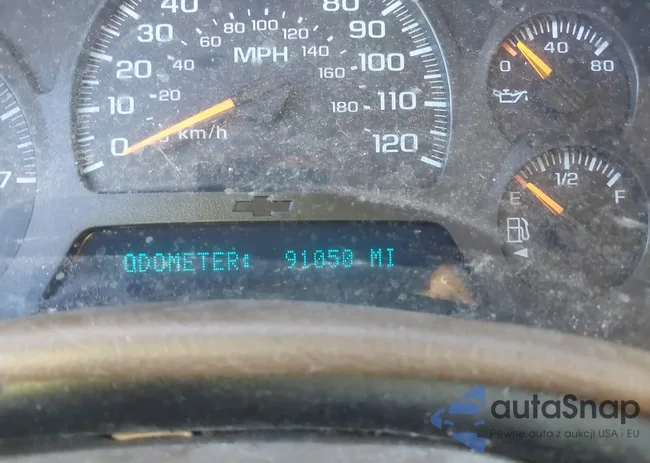 40 80
30 60 80 100 120 90
MPH 140
20 40 160 100
10 20 180 110
0 km/h 120
7
0 40 80
E 1/2 F
ODOMETER: 91050 MI
autaSnap
Pewne auta z aukcji USA i EU